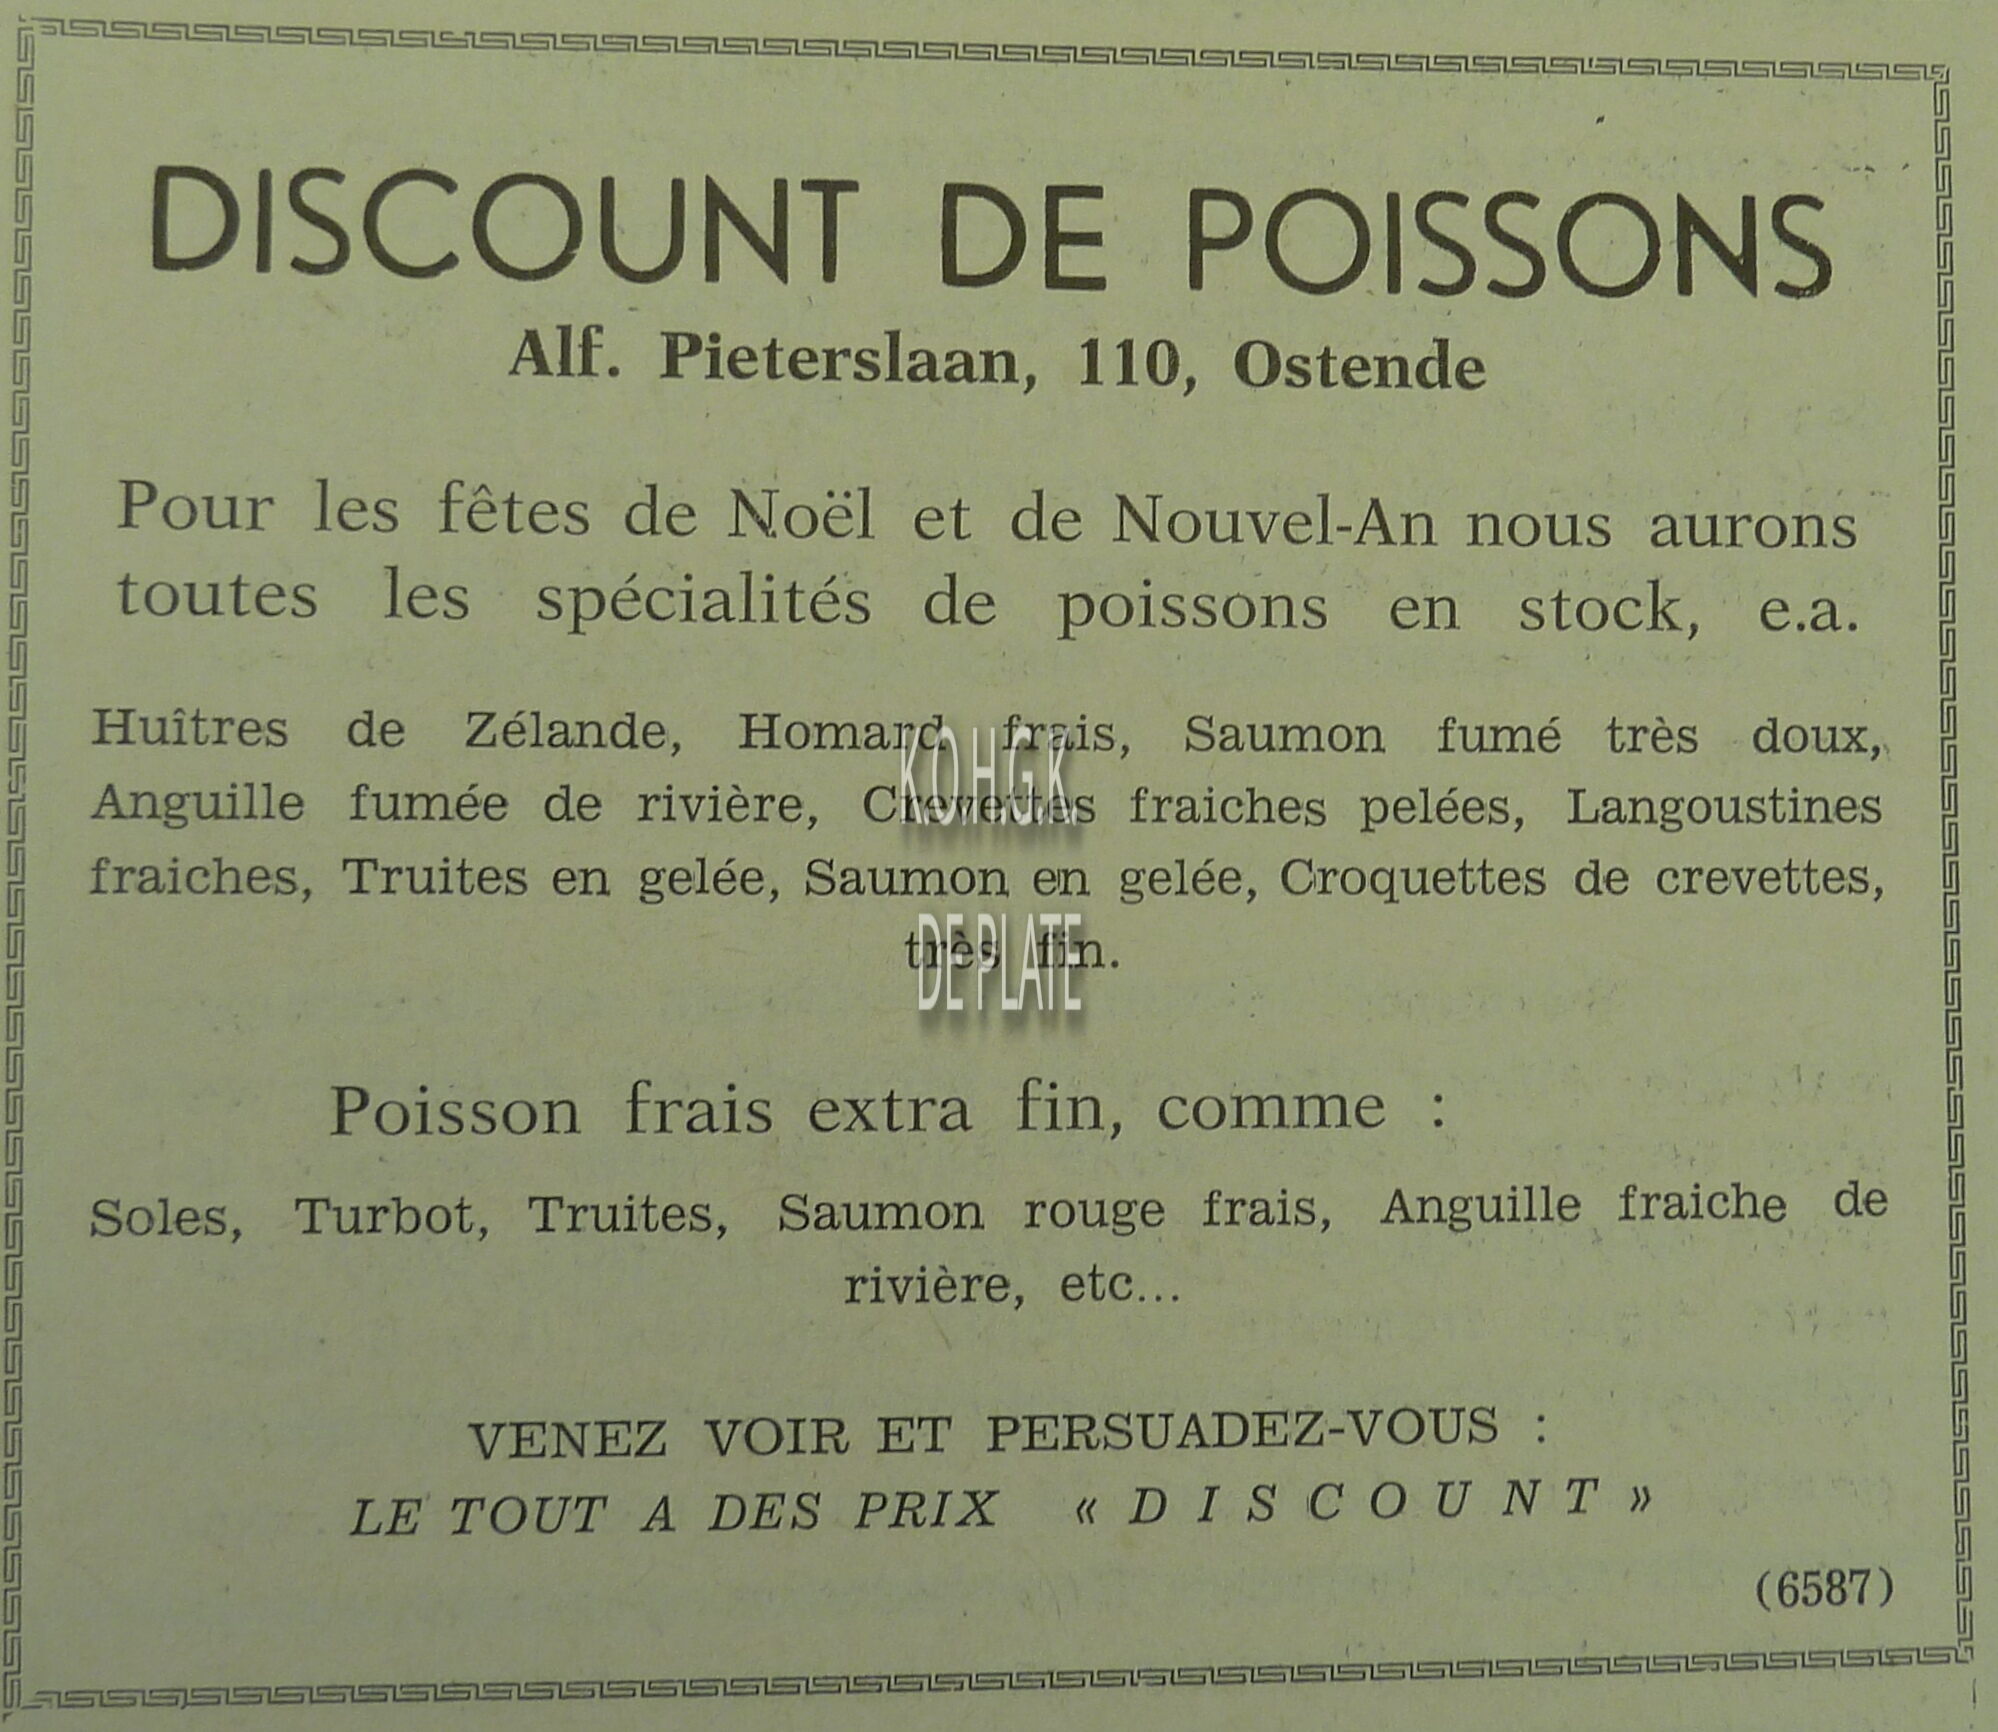 DISCOUNT DE POISSONS
Alf. Pieterslaan, 110, Ostende
Pour les fêtes de Noël et de Nouvel-An nous aurons
toutes les spécialités de poissons en stock, e.a.
Huîtres de Zélande, Homard frais, Saumon fumé très doux,
Anguille fumée de rivière, Crevettes fraiches pelées, Langoustines
fraiches, Truites en gelée, Saumon en gelée, Croquettes de crevettes,
très fin.
K.O.H.G.K.
DE PLATE
Poisson frais extra fin, comme :
Soles, Turbot, Truites, Saumon rouge frais, Anguille fraiche de
rivière, etc...
VENEZ VOIR ET PERSUADEZ-VOUS :
LE TOUT A DES PRIX « D I S C O U N T »
(6587)